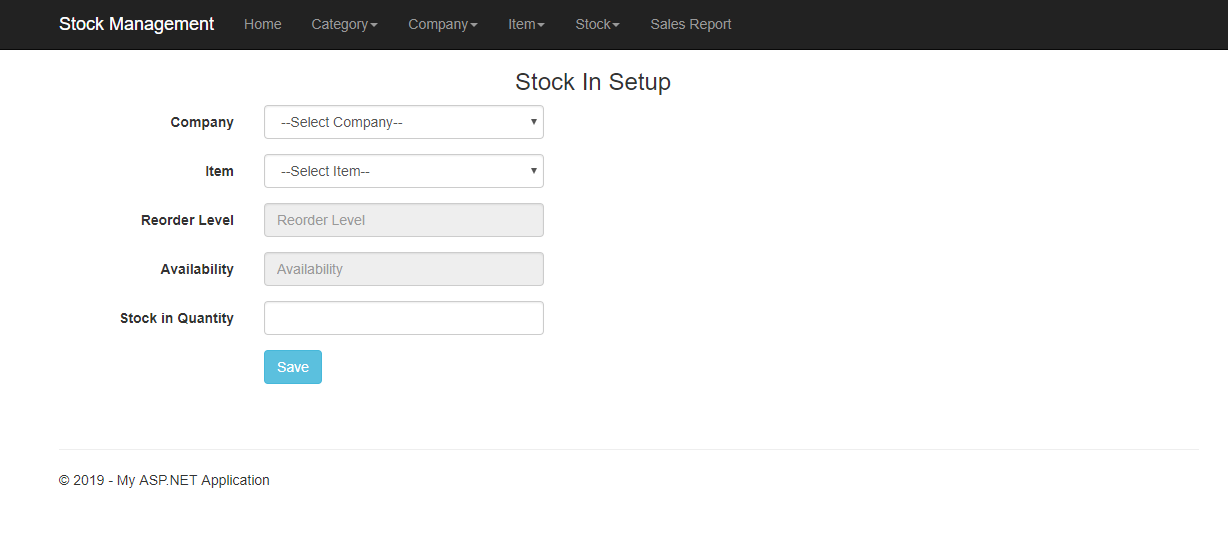 Stock Management Home Category Company Item Stock Sales Report
Stock In Setup
Company --Select Company--
Item --Select Item--
Reorder Level Reorder Level
Availability Availability
Stock in Quantity
Save
© 2019 - My ASP.NET Application